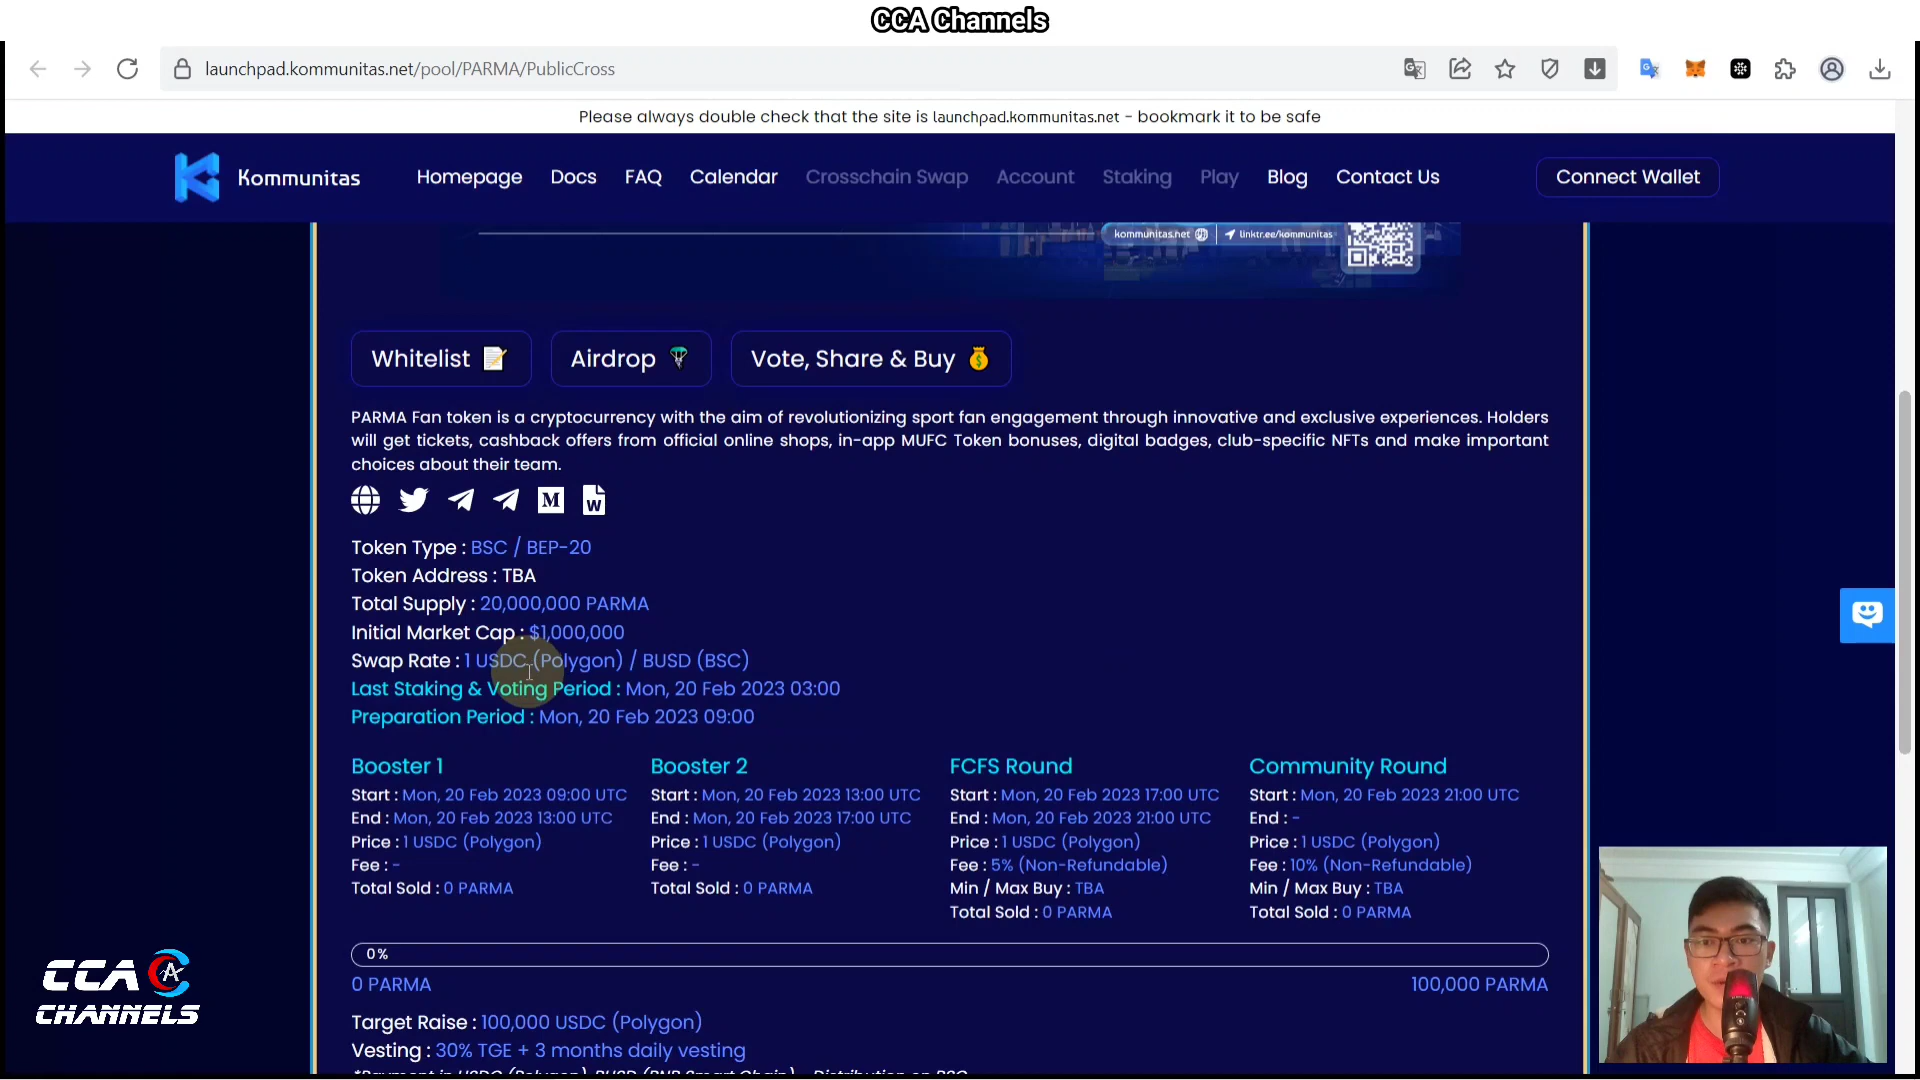 CCA Channels
launchpad.kommunitas.net/pool/PARMA/PublicCross
Please always double check that the site is launchpad.kommunitas.net - bookmark it to be safe
Kommunitas Homepage Docs FAQ Calendar Crosschain Swap Account Staking Play Blog Contact Us Connect Wallet
kommunitas.net linktr.ee/kommunitas
Whitelist Airdrop Vote, Share & Buy
PARMA Fan token is a cryptocurrency with the aim of revolutionizing sport fan engagement through innovative and exclusive experiences. Holders
will get tickets, cashback offers from official online shops, in-app MUFC Token bonuses, digital badges, club-specific NFTs and make important
choices about their team.
Token Type : BSC / BEP-20
Token Address : TBA
Total Supply : 20,000,000 PARMA
Initial Market Cap : $1,000,000
Swap Rate : 1 USDC (Polygon) / BUSD (BSC)
Last Staking & Voting Period : Mon, 20 Feb 2023 03:00
Preparation Period : Mon, 20 Feb 2023 09:00
Booster 1
Start : Mon, 20 Feb 2023 09:00 UTC
End : Mon, 20 Feb 2023 13:00 UTC
Price : 1 USDC (Polygon)
Fee : -
Total Sold : 0 PARMA
Booster 2
Start : Mon, 20 Feb 2023 13:00 UTC
End : Mon, 20 Feb 2023 17:00 UTC
Price : 1 USDC (Polygon)
Fee : -
Total Sold : 0 PARMA
FCFS Round
Start : Mon, 20 Feb 2023 17:00 UTC
End : Mon, 20 Feb 2023 21:00 UTC
Price : 1 USDC (Polygon)
Fee : 5% (Non-Refundable)
Min / Max Buy : TBA
Total Sold : 0 PARMA
Community Round
Start : Mon, 20 Feb 2023 21:00 UTC
End : -
Price : 1 USDC (Polygon)
Fee : 10% (Non-Refundable)
Min / Max Buy : TBA
Total Sold : 0 PARMA
0%
0 PARMA 100,000 PARMA
Target Raise : 100,000 USDC (Polygon)
Vesting : 30% TGE + 3 months daily vesting
CCA
CHANNELS